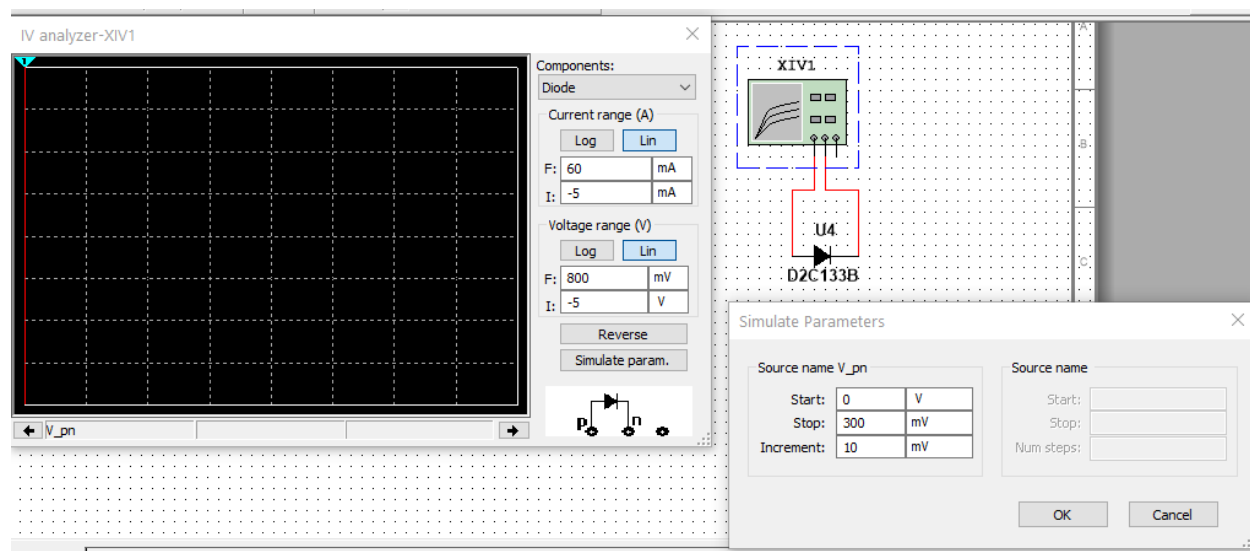 IV analyzer-XIV1
1
Components:
Diode
Current range (A)
Log Lin
F: 60 mA
I: -5 mA
Voltage range (V)
Log Lin
F: 800 mV
I: -5 V
Reverse
Simulate param.
p n
V_pn
XIV1
U4
D2C133B
A
B
C
Simulate Parameters
Source name V_pn
Start: 0 V
Stop: 300 mV
Increment: 10 mV
Source name
Start:
Stop:
Num steps:
OK Cancel